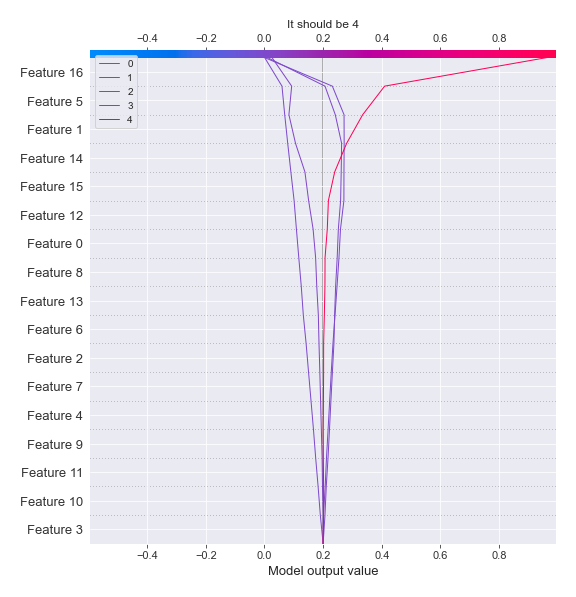 It should be 4
−0.4 −0.2 0.0 0.2 0.4 0.6 0.8
0
1
2
3
4
Feature 16
Feature 5
Feature 1
Feature 14
Feature 15
Feature 12
Feature 0
Feature 8
Feature 13
Feature 6
Feature 2
Feature 7
Feature 4
Feature 9
Feature 11
Feature 10
Feature 3
−0.4 −0.2 0.0 0.2 0.4 0.6 0.8
Model output value